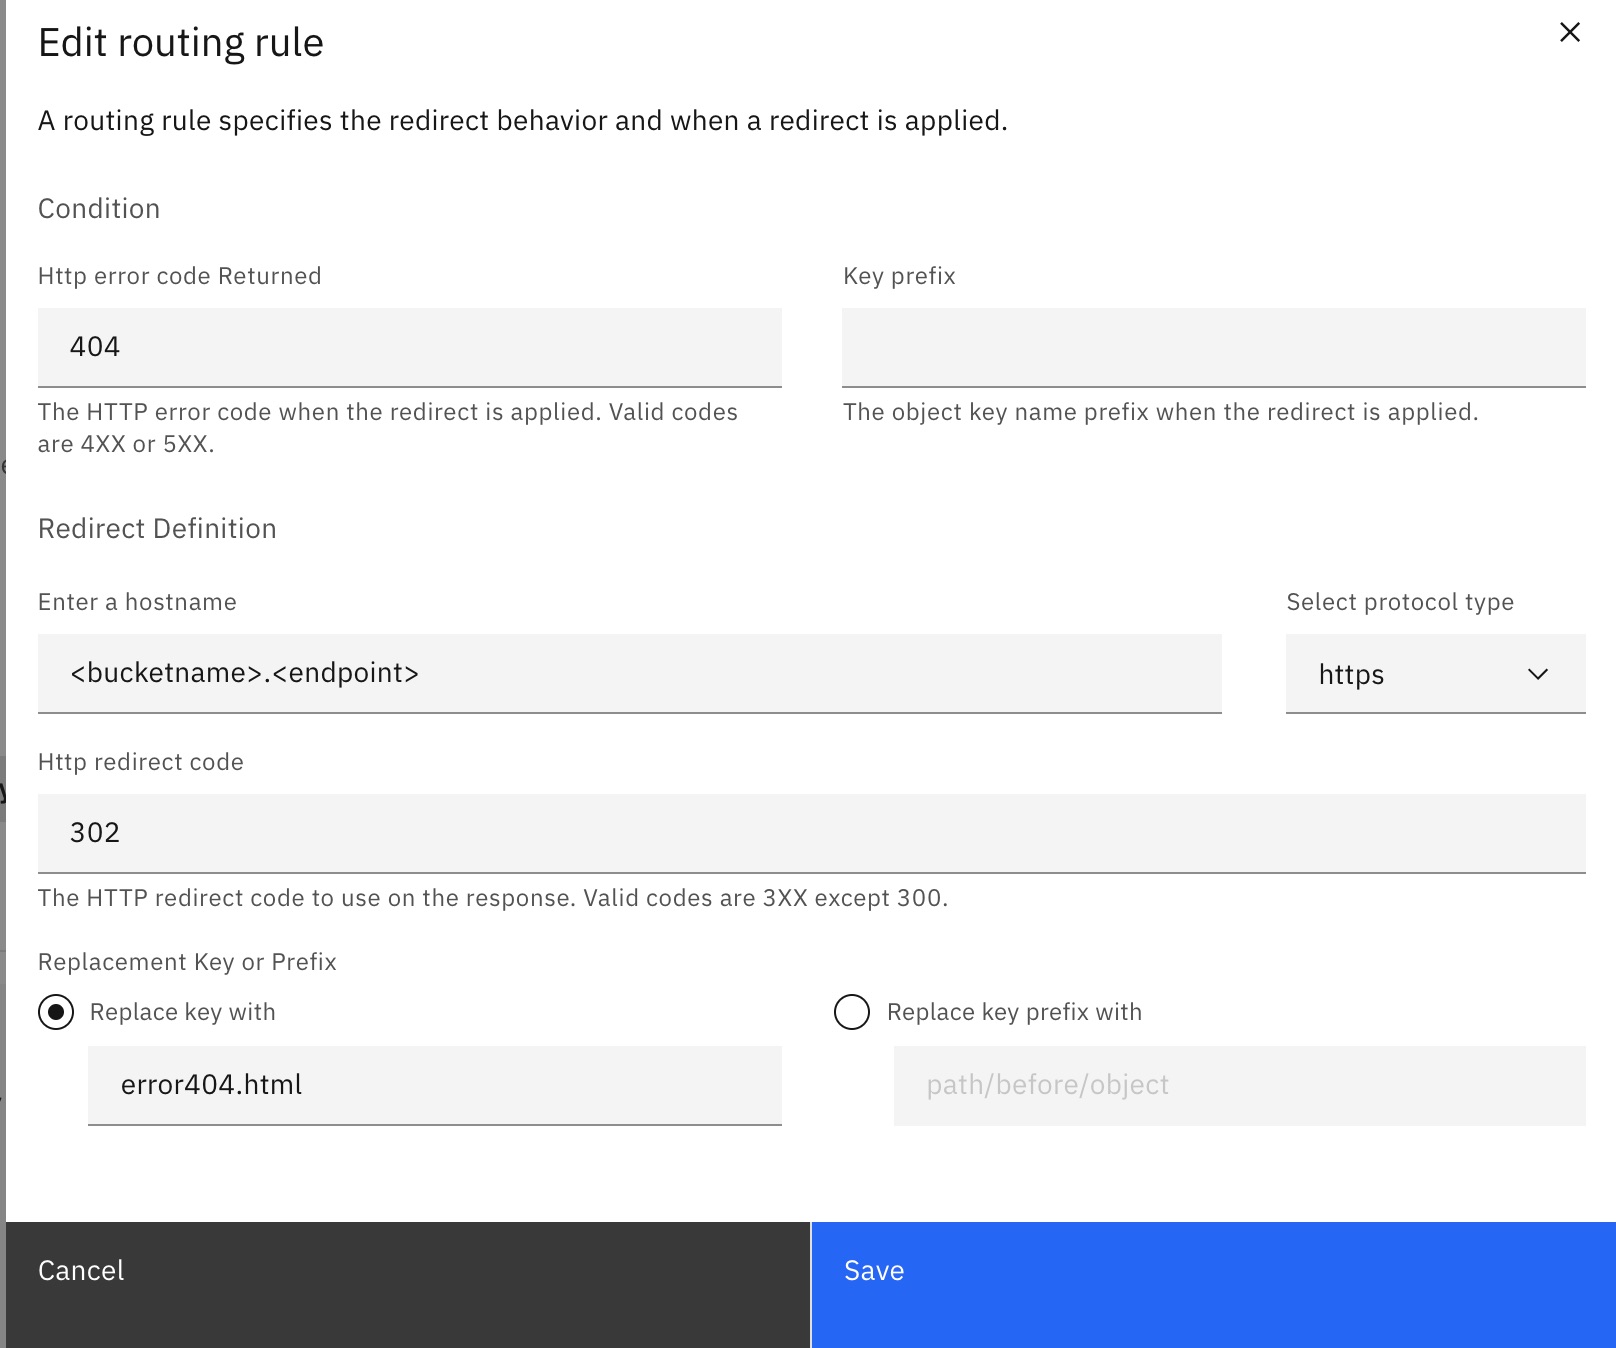 Edit routing rule
A routing rule specifies the redirect behavior and when a redirect is applied.
Condition
Http error code Returned
404
The HTTP error code when the redirect is applied. Valid codes
are 4XX or 5XX.
Key prefix
The object key name prefix when the redirect is applied.
Redirect Definition
Enter a hostname
<bucketname>.<endpoint>
Select protocol type
https
Http redirect code
302
The HTTP redirect code to use on the response. Valid codes are 3XX except 300.
Replacement Key or Prefix
Replace key with
error404.html
Replace key prefix with
path/before/object
Cancel
Save